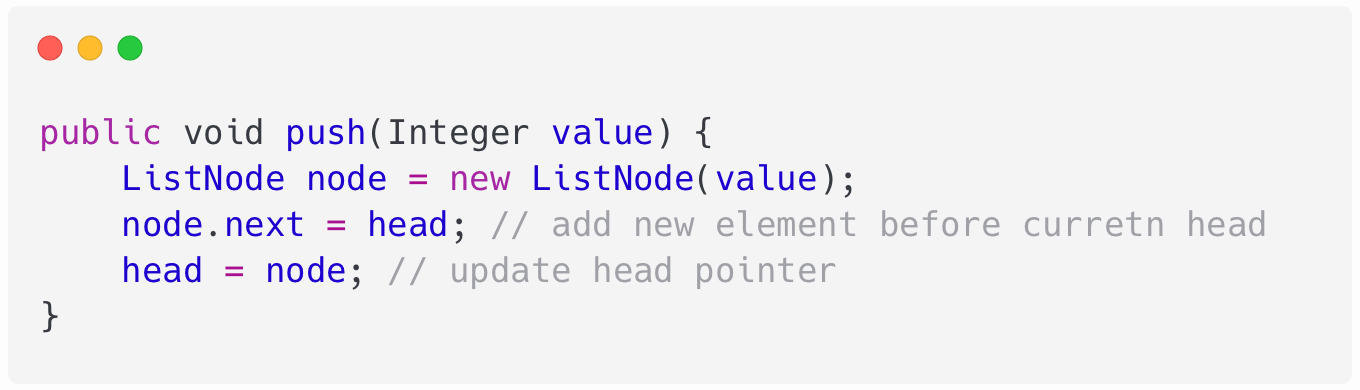 public void push(Integer value) {
    ListNode node = new ListNode(value);
    node.next = head; // add new element before curretn head
    head = node; // update head pointer
}